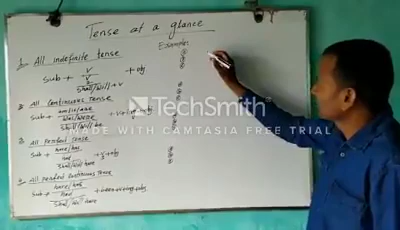 Tense at a glance
Example:
1. All indefinite tense
Sub + V + obj
shall/will + V
2. All Continuous Tense
am/is/are
Sub + was/were + V + ing + obj
shall/will be
TechSmith
MADE WITH CAMTASIA FREE TRIAL
3. All perfect Tense
have/has
Sub + had + V3 + obj
shall/will have
4. All perfect Continuous Tense
have/has
Sub + had + been + V + ing + obj
shall/will have